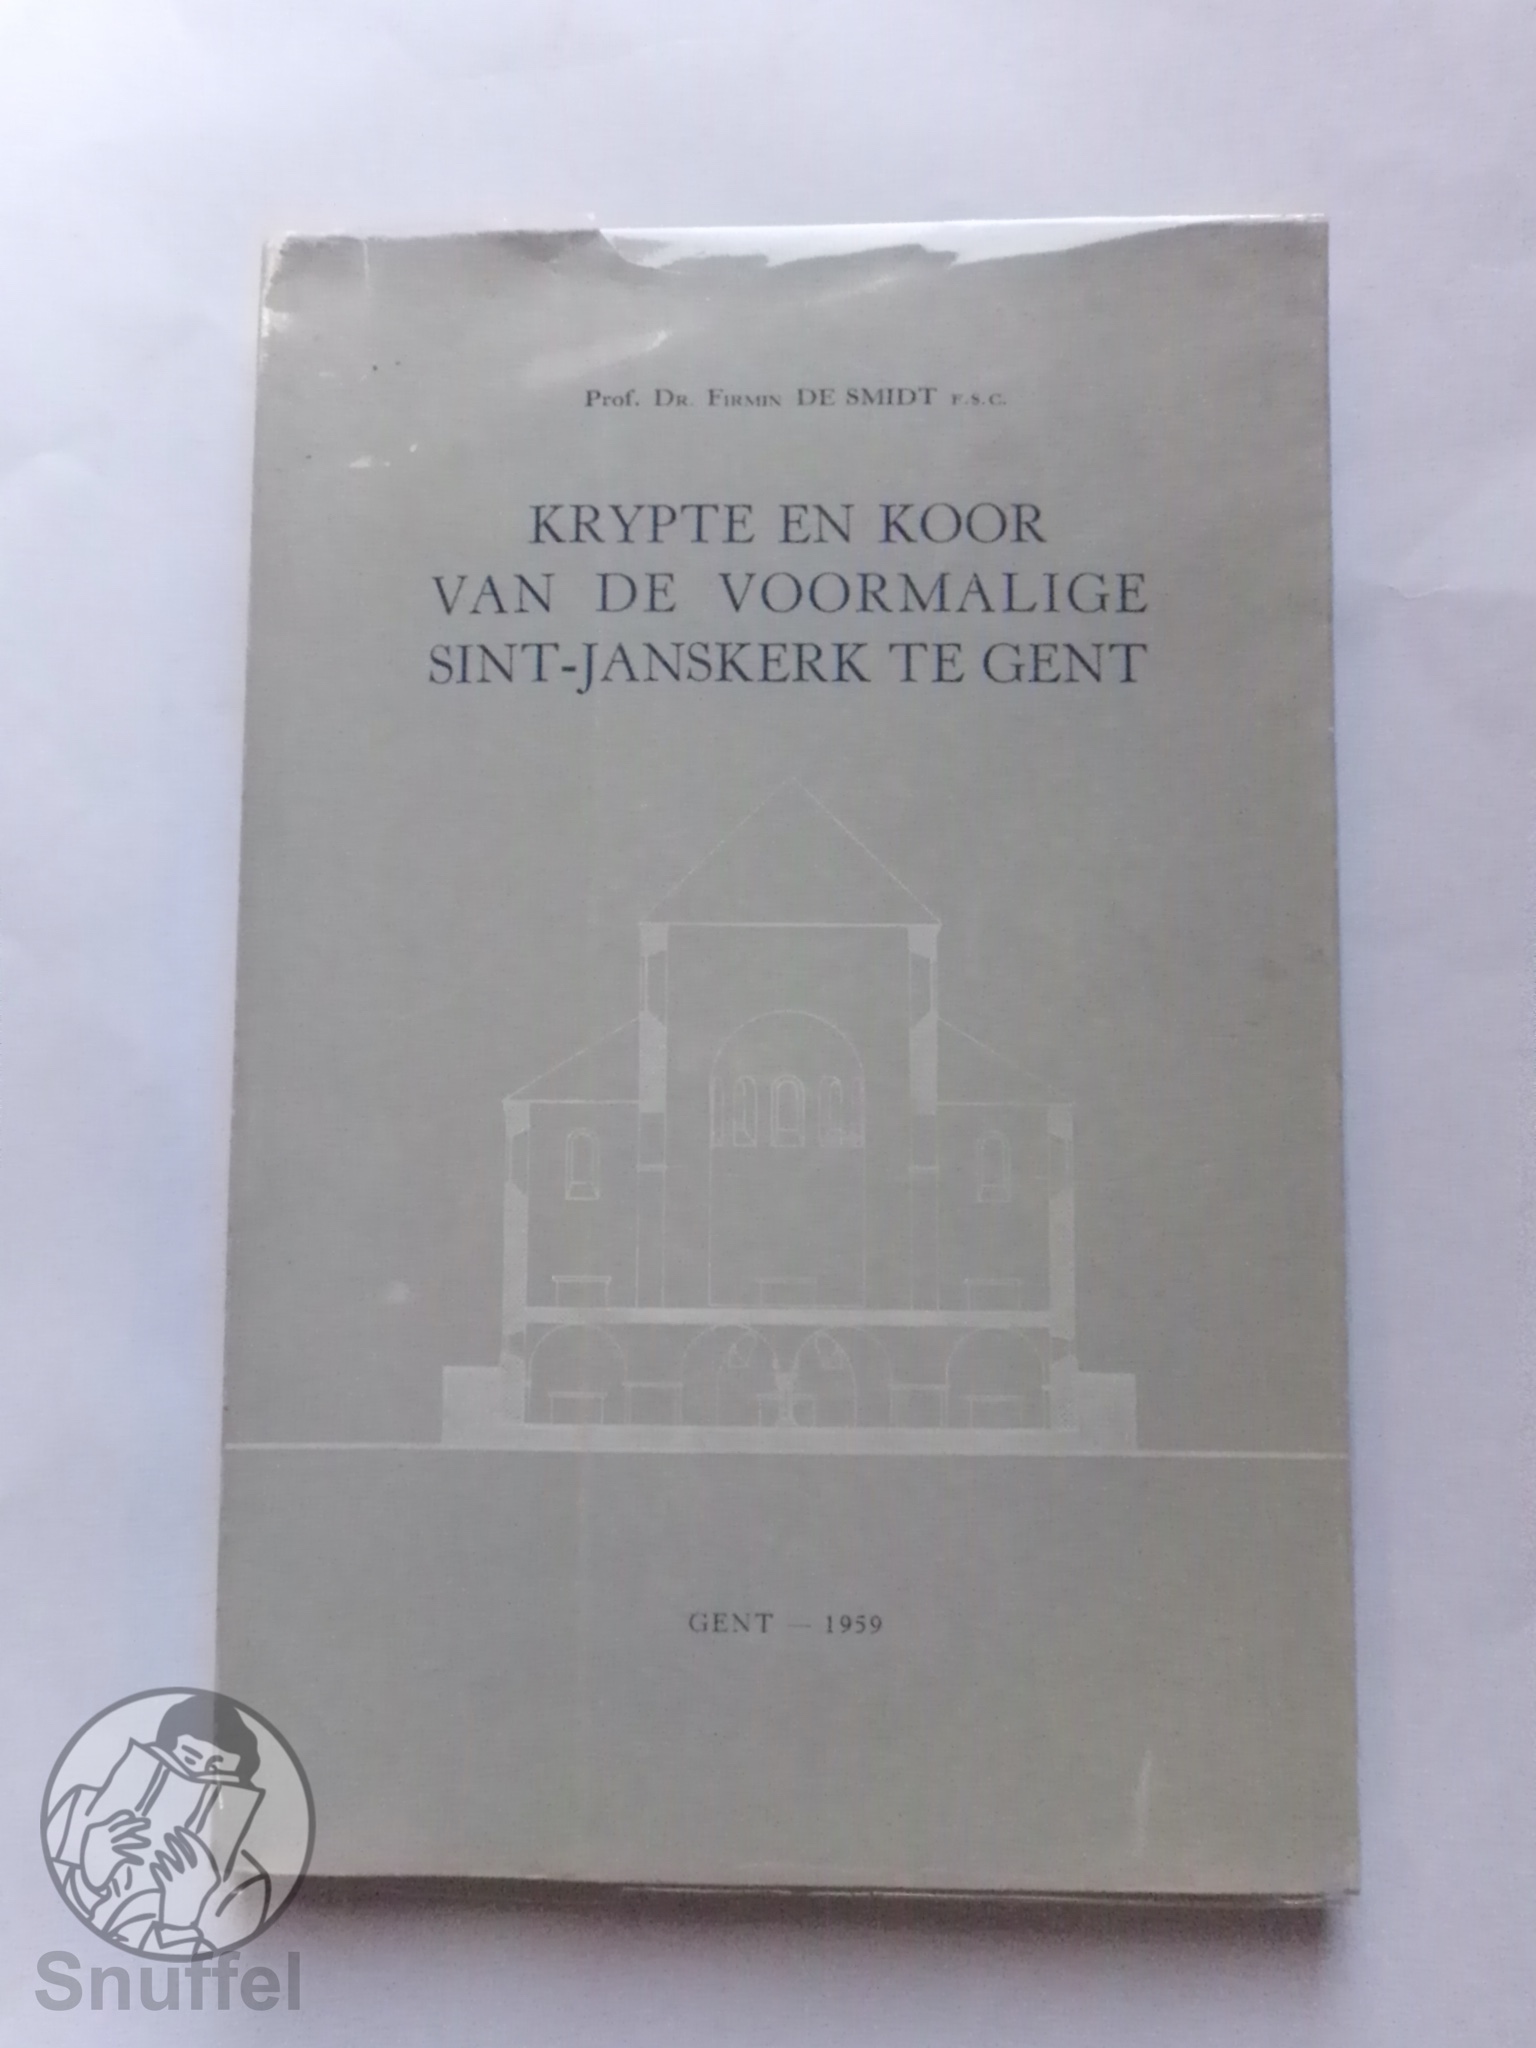 Prof. Dr. Firmin DE SMIDT F.S.C.
KRYPTE EN KOOR
VAN DE VOORMALIGE
SINT-JANSKERK TE GENT
GENT — 1959
Snuffel